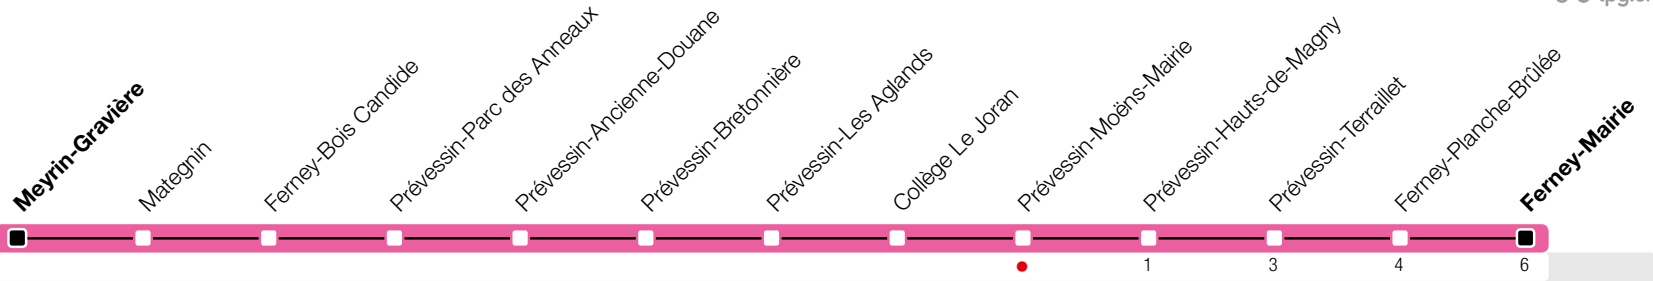 Meyrin-Gravière
Mategnin
Ferney-Bois Candide
Prévessin-Parc des Anneaux
Prévessin-Ancienne-Douane
Prévessin-Bretonnière
Prévessin-Les Aglands
Collège Le Joran
Prévessin-Moëns-Mairie
Prévessin-Hauts-de-Magny
Prévessin-Terraillet
Ferney-Planche-Brûlée
Ferney-Mairie
1
3
4
6